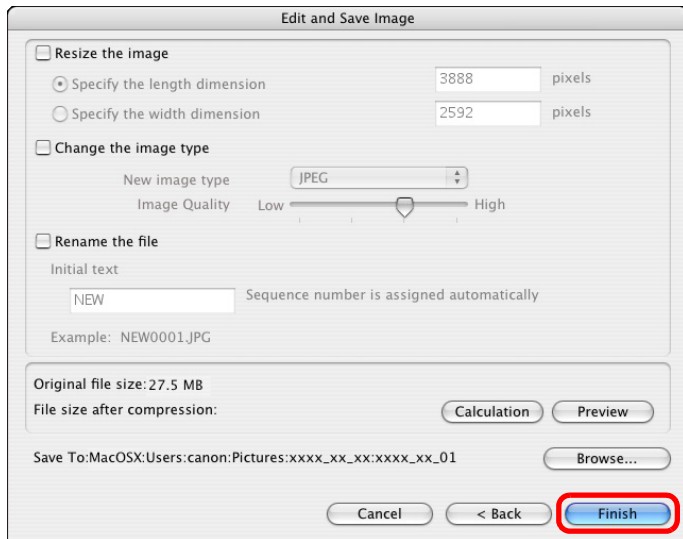 Edit and Save Image
Resize the image
Specify the length dimension 3888 pixels
Specify the width dimension 2592 pixels
Change the image type
New image type JPEG
Image Quality Low High
Rename the file
Initial text
NEW Sequence number is assigned automatically
Example: NEW0001.JPG
Original file size: 27.5 MB
File size after compression: Calculation Preview
Save To:MacOSX:Users:canon:Pictures:xxxx_xx_xx:xxxx_xx_01 Browse...
Cancel < Back Finish